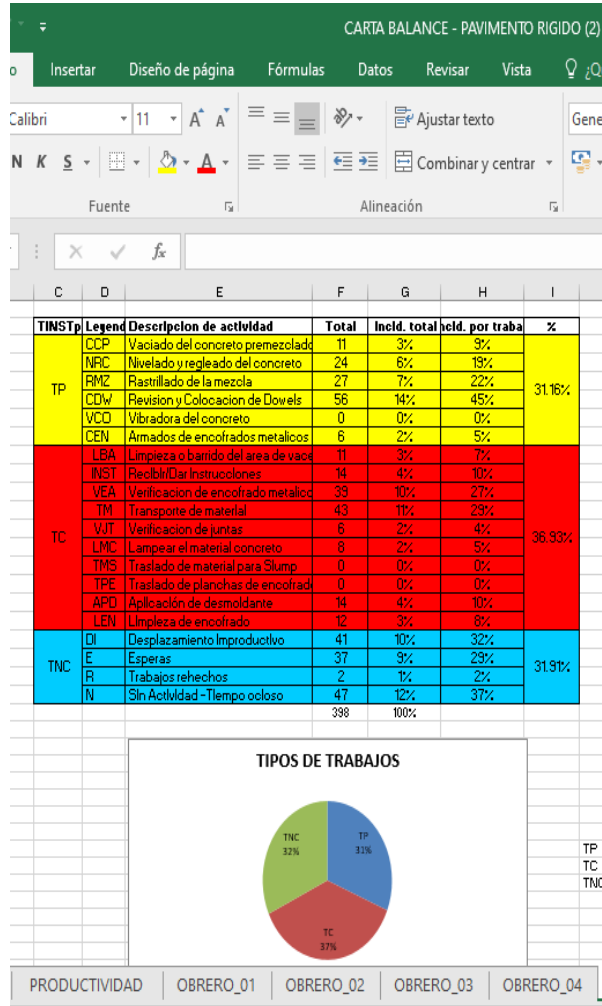 CARTA BALANCE - PAVIMENTO RIGIDO (2)
o Insertar Diseño de página Fórmulas Datos Revisar Vista ¿Q
Calibri 11 A A Ajustar texto Gene
N K S A Combinar y centrar
Fuente Alineación
fx
C D E F G H I
TINSTp Legend Descripcion de actividad Total Incid. total ncid. por traba %
TP 31.16%
CCP Vaciado del concreto premezclado 11 3% 9%
NRC Nivelado y regleado del concreto 24 6% 19%
RMZ Rastrillado de la mezcla 27 7% 22%
CDW Revision y Colocacion de Dowels 56 14% 45%
VCO Vibradora del concreto 0 0% 0%
CEN Armados de encofrados metalicos 6 2% 5%
TC 36.93%
LBA Limpieza o barrido del area de vace 11 3% 7%
INST Recibir/Dar Instrucciones 14 4% 10%
VEA Verificacion de encofrado metalico 39 10% 27%
TM Transporte de material 43 11% 29%
VJT Verificacion de juntas 6 2% 4%
LMC Lampear el material concreto 8 2% 5%
TMS Traslado de material para Slump 0 0% 0%
TPE Traslado de planchas de encofrad 0 0% 0%
APD Aplicación de desmoldante 14 4% 10%
LEN Limpieza de encofrado 12 3% 8%
TNC 31.91%
DI Desplazamiento Improductivo 41 10% 32%
E Esperas 37 9% 29%
R Trabajos rehechos 2 1% 2%
N Sin Actividad -Tiempo ocioso 47 12% 37%
398 100%
TIPOS DE TRABAJOS
TNC
32%
TP
31%
TC
37%
TP
TC
TNC
PRODUCTIVIDAD OBRERO_01 OBRERO_02 OBRERO_03 OBRERO_04